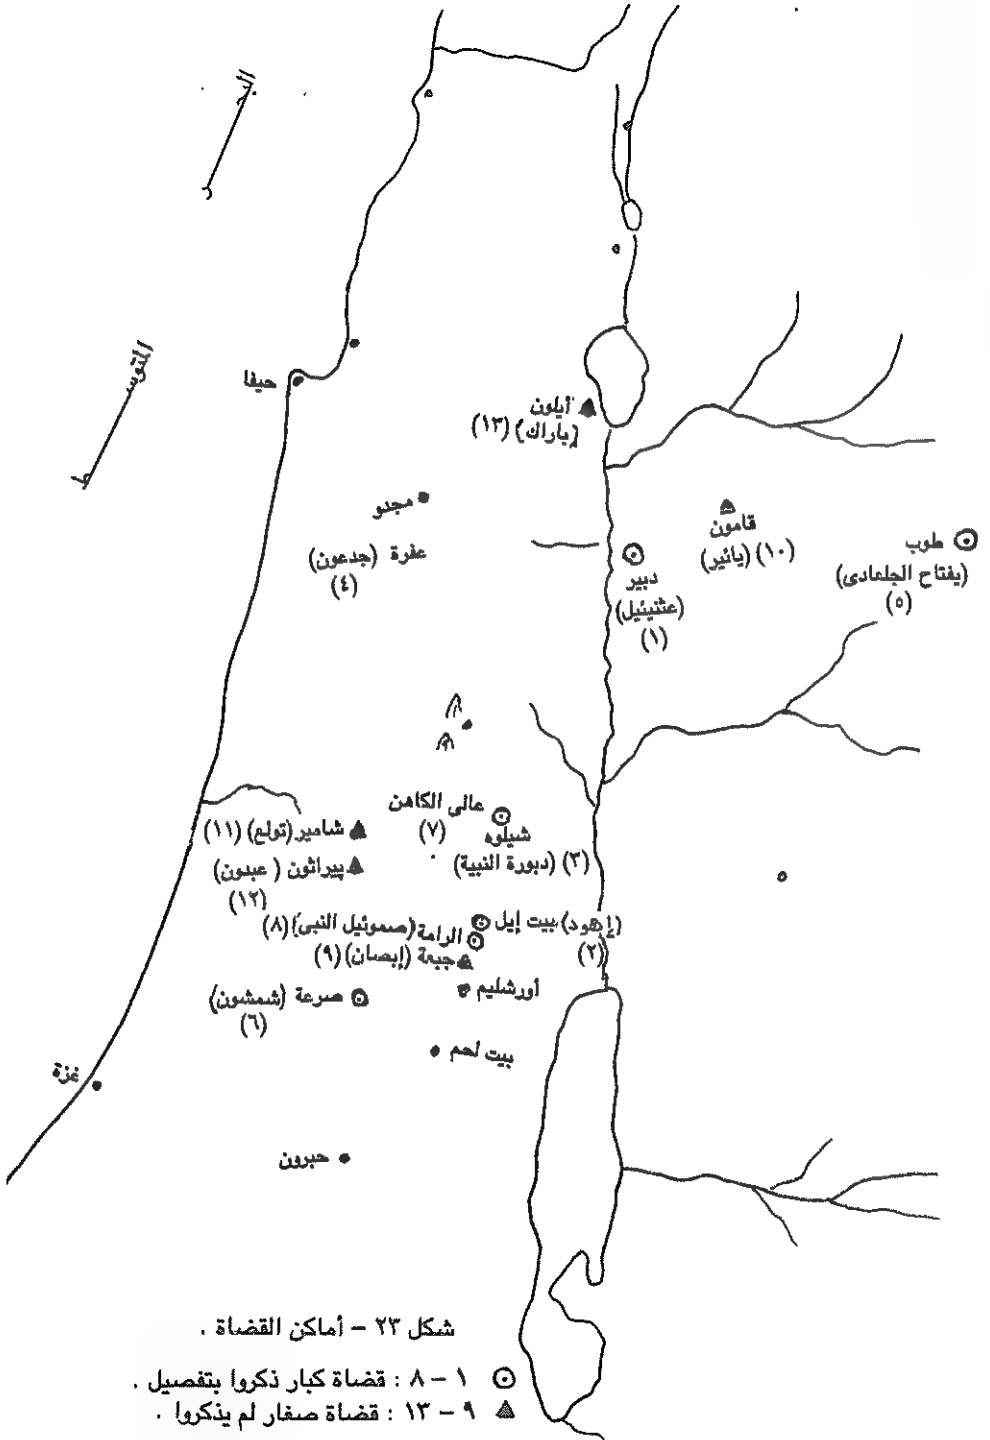 البحر
المتوسط
حيفا
أيلون
(باراك) (١٣)
مجدو
عفرة (جدعون)
(٤)
قامون
(١٠) (يائير)
طوب
(يفتاح الجلعادى)
(٥)
دبير
(عثنيئيل)
(١)
عالى الكاهن
(٧)
شيلوه
(٣) (دبورة النبية)
شامير (تولع) (١١)
بيراثون (عبدون)
(١٢)
(إهود) بيت إيل
(٢)
الرامة (صموئيل النبى) (٨)
جبعة (إبصان) (٩)
أورشليم
صرعة (شمشون)
(٦)
بيت لحم
غزة
حبرون
شكل ٢٣ – أماكن القضاة .
١ – ٨ : قضاة كبار ذكروا بتفصيل .
٩ – ١٣ : قضاة صغار لم يذكروا .